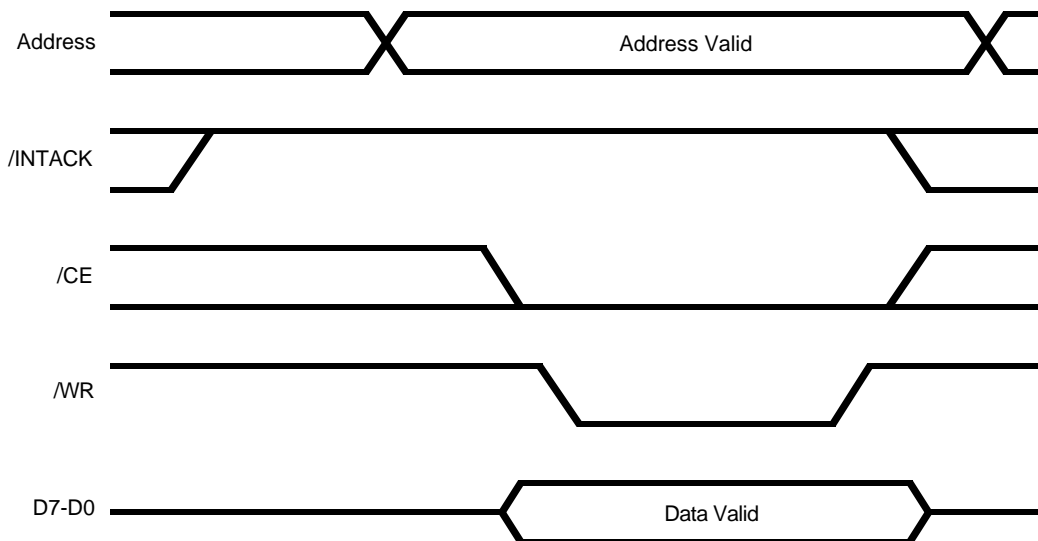 Address
Address Valid
/INTACK
/CE
/WR
D7-D0
Data Valid